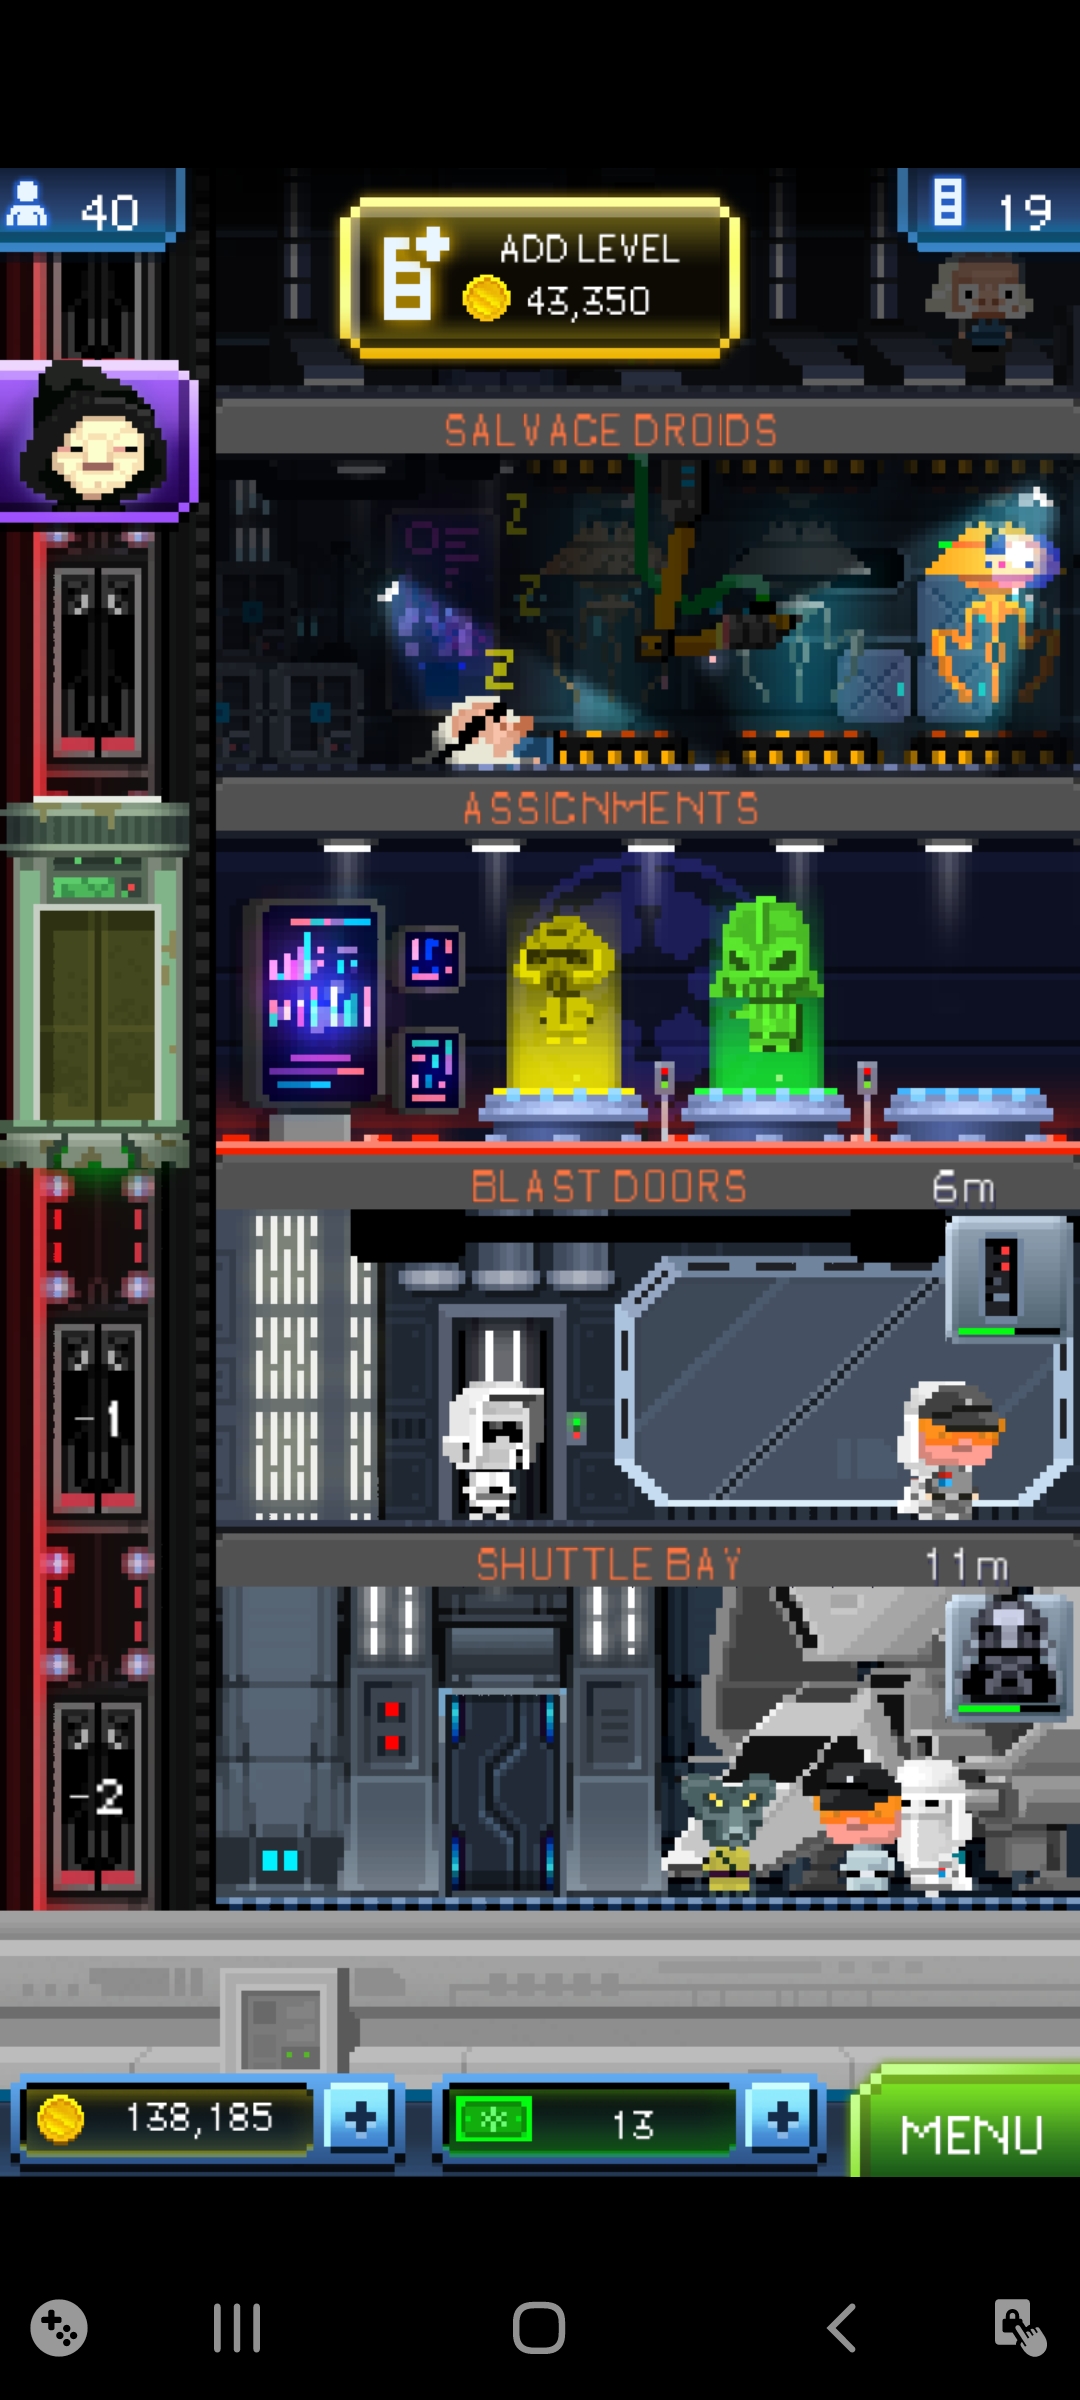 40
ADD LEVEL
43,350
19
SALVAGE DROIDS
Z
Z
Z
ASSIGNMENTS
BLAST DOORS 6m
-1
SHUTTLE BAY 11m
-2
138,185
13
MENU